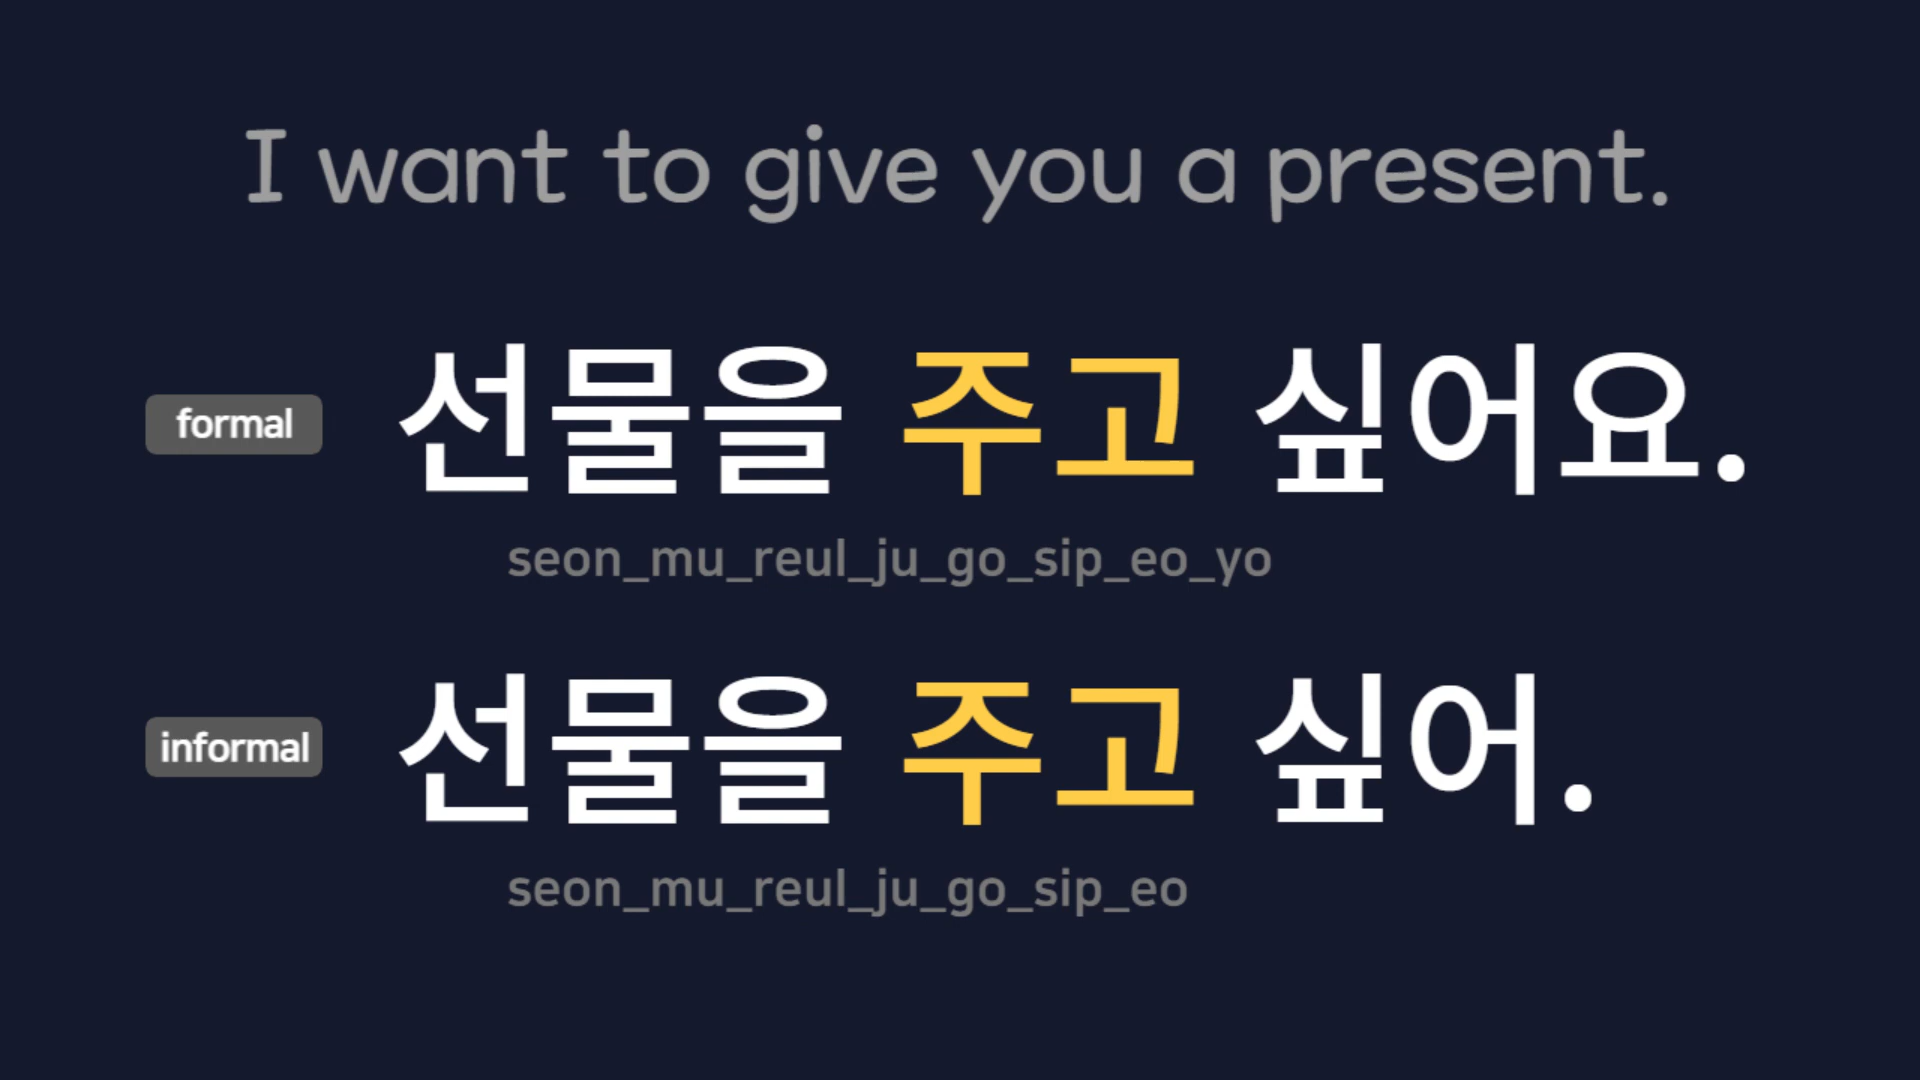 I want to give you a present.
formal 선물을 주고 싶어요.
seon_mu_reul_ju_go_sip_eo_yo
informal 선물을 주고 싶어.
seon_mu_reul_ju_go_sip_eo